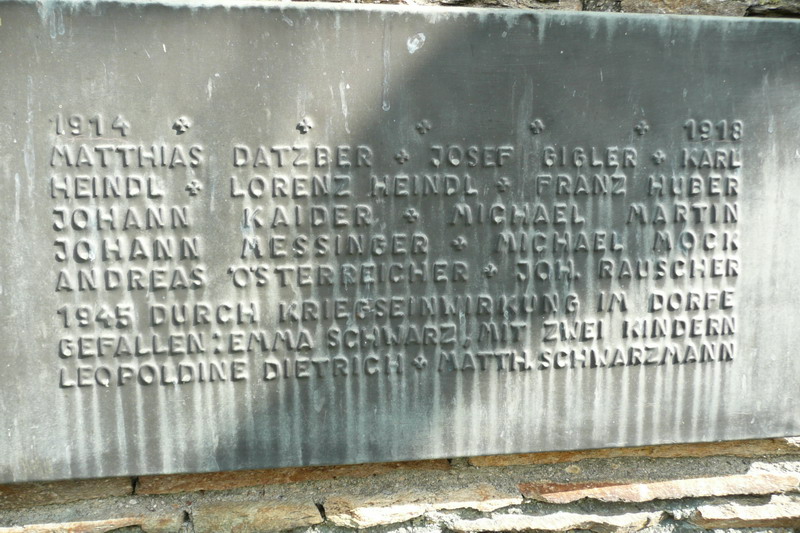 1914 ✣ ✣ ✣ ✣ ✣ 1918
MATTHIAS DATZBER ✣ JOSEF GIGLER ✣ KARL
HEINDL ✣ LORENZ HEINDL ✣ FRANZ HUBER
JOHANN KAIDER ✣ MICHAEL MARTIN
JOHANN MESSINGER ✣ MICHAEL MOCK
ANDREAS ÖSTERREICHER ✣ JOH. RAUSCHER
1945 DURCH KRIEGSEINWIRKUNG IM DORFE
GEFALLEN: EMMA SCHWARZ, MIT ZWEI KINDERN
LEOPOLDINE DIETRICH ✣ MATTH. SCHWARZMANN